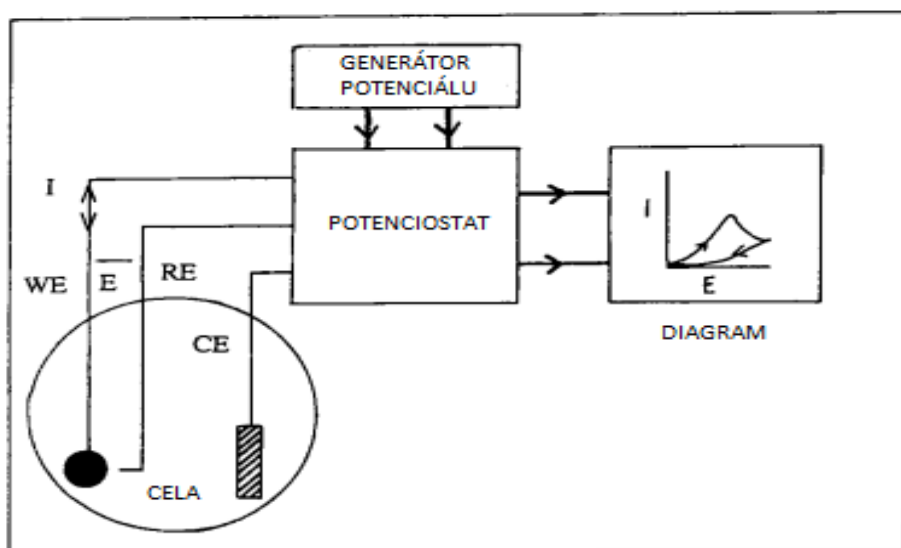 GENERÁTOR
POTENCIÁLU
I
POTENCIOSTAT
I
E
WE
E
RE
CE
DIAGRAM
CELA